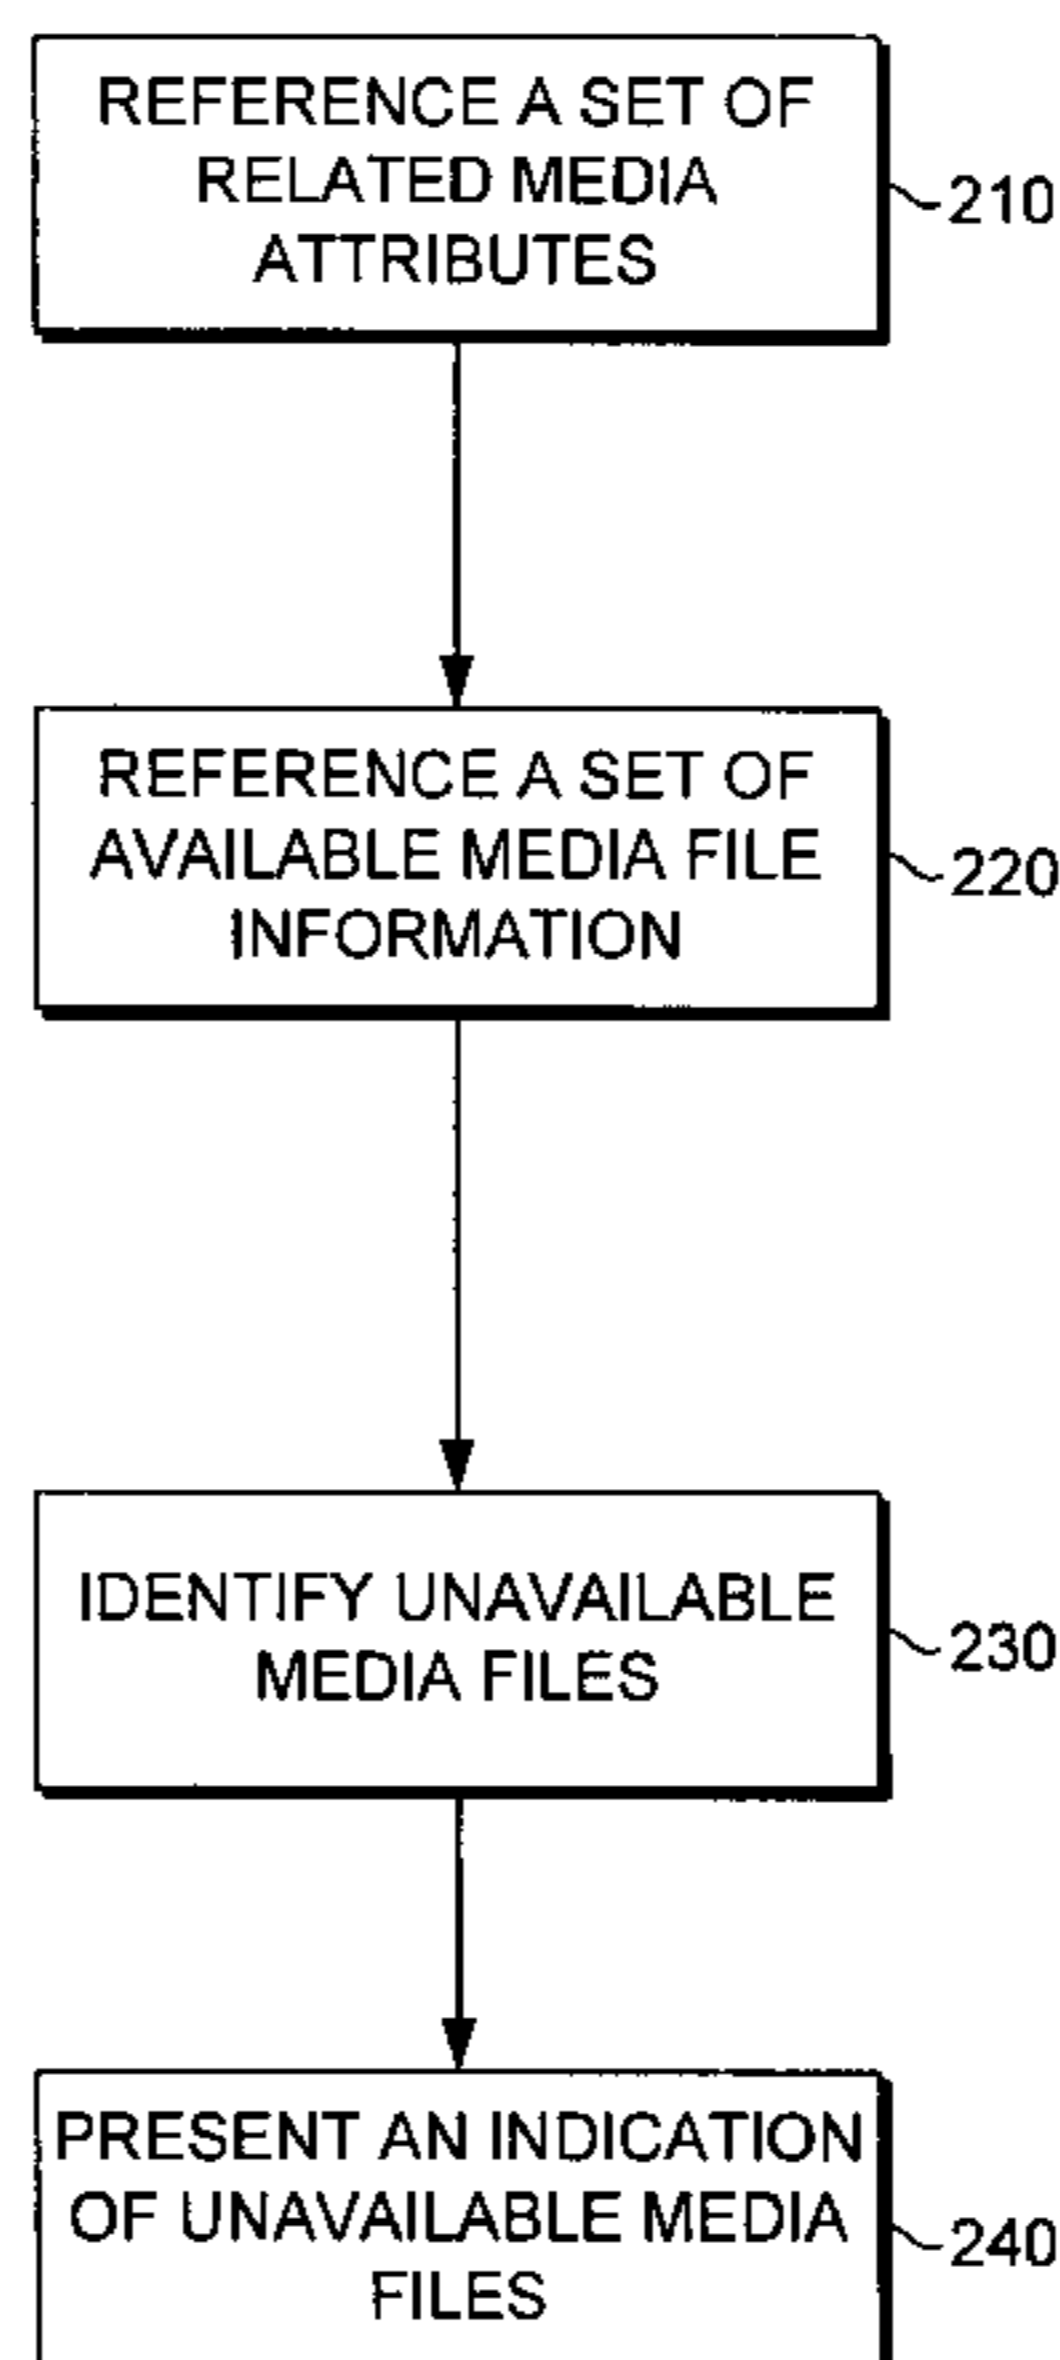 REFERENCE A SET OF
RELATED MEDIA
ATTRIBUTES
210
REFERENCE A SET OF
AVAILABLE MEDIA FILE
INFORMATION
220
IDENTIFY UNAVAILABLE
MEDIA FILES
230
PRESENT AN INDICATION
OF UNAVAILABLE MEDIA
FILES
240